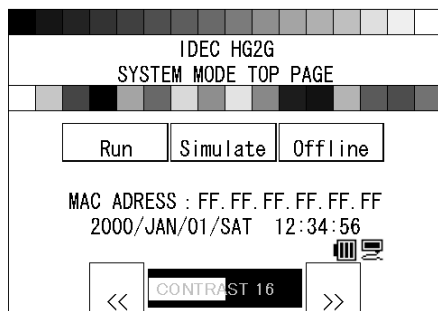 IDEC HG2G
SYSTEM MODE TOP PAGE
Run Simulate Offline
MAC ADRESS : FF. FF. FF. FF. FF. FF
2000/JAN/01/SAT 12:34:56
<< CONTRAST 16 >>